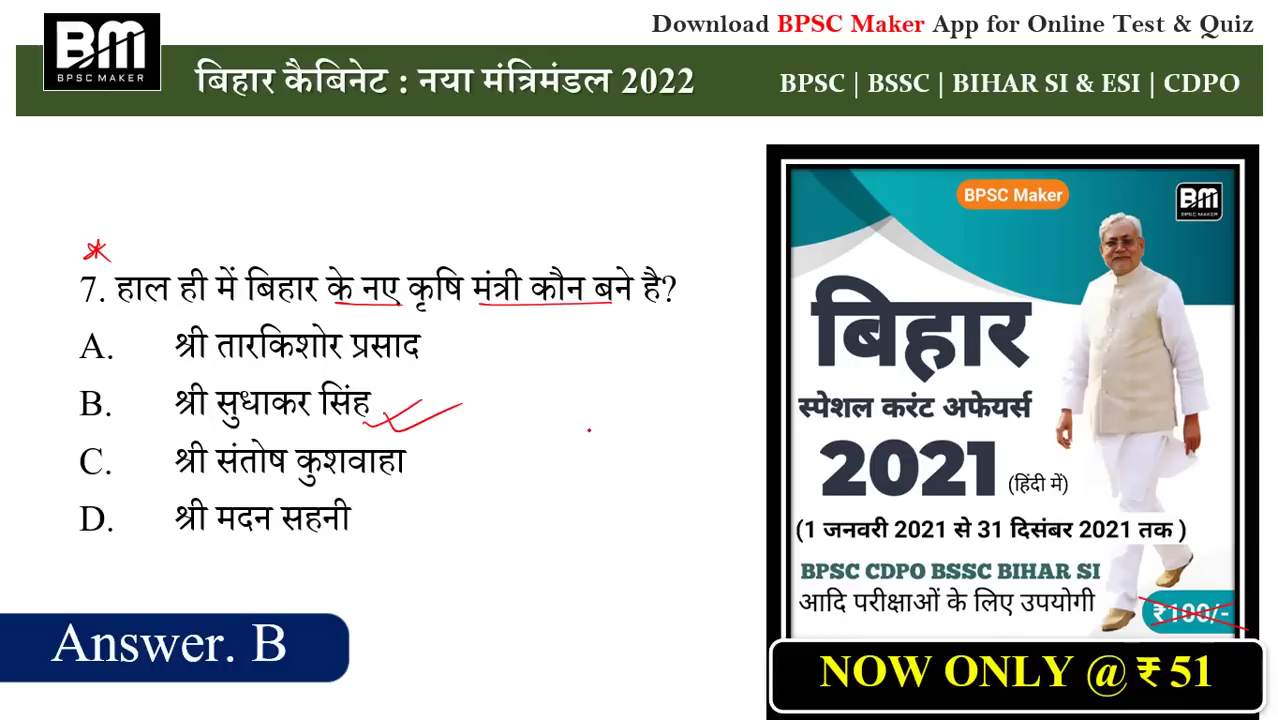 Download BPSC Maker App for Online Test & Quiz
BM
BPSC MAKER
बिहार कैबिनेट : नया मंत्रिमंडल 2022
BPSC | BSSC | BIHAR SI & ESI | CDPO
7. हाल ही में बिहार के नए कृषि मंत्री कौन बने है?
A. श्री तारकिशोर प्रसाद
B. श्री सुधाकर सिंह
C. श्री संतोष कुशवाहा
D. श्री मदन सहनी
Answer. B
BPSC Maker
BM
BPSC MAKER
बिहार
स्पेशल करंट अफेयर्स
2021 (हिंदी में)
(1 जनवरी 2021 से 31 दिसंबर 2021 तक )
BPSC CDPO BSSC BIHAR SI
आदि परीक्षाओं के लिए उपयोगी
₹100/-
NOW ONLY @ ₹ 51